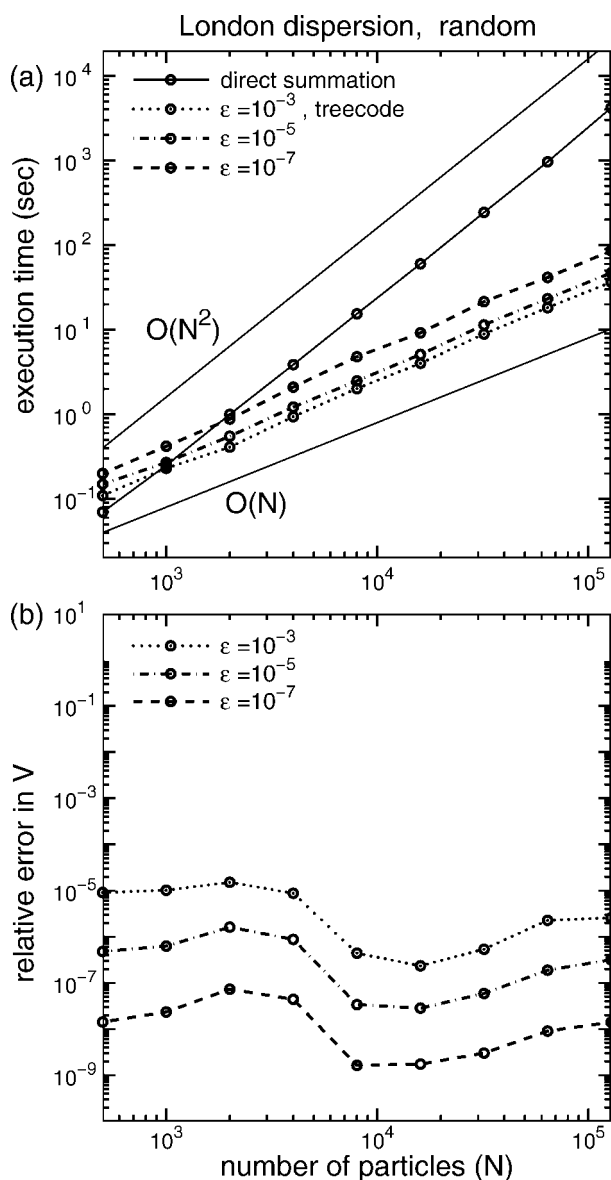 London dispersion, random
(a)
direct summation
ε =10⁻³ , treecode
ε =10⁻⁵
ε =10⁻⁷
10⁴
10³
10²
10¹
10⁰
10⁻¹
execution time (sec)
O(N²)
O(N)
10³ 10⁴ 10⁵
(b)
ε =10⁻³
ε =10⁻⁵
ε =10⁻⁷
10¹
10⁻¹
10⁻³
10⁻⁵
10⁻⁷
10⁻⁹
relative error in V
10³ 10⁴ 10⁵
number of particles (N)